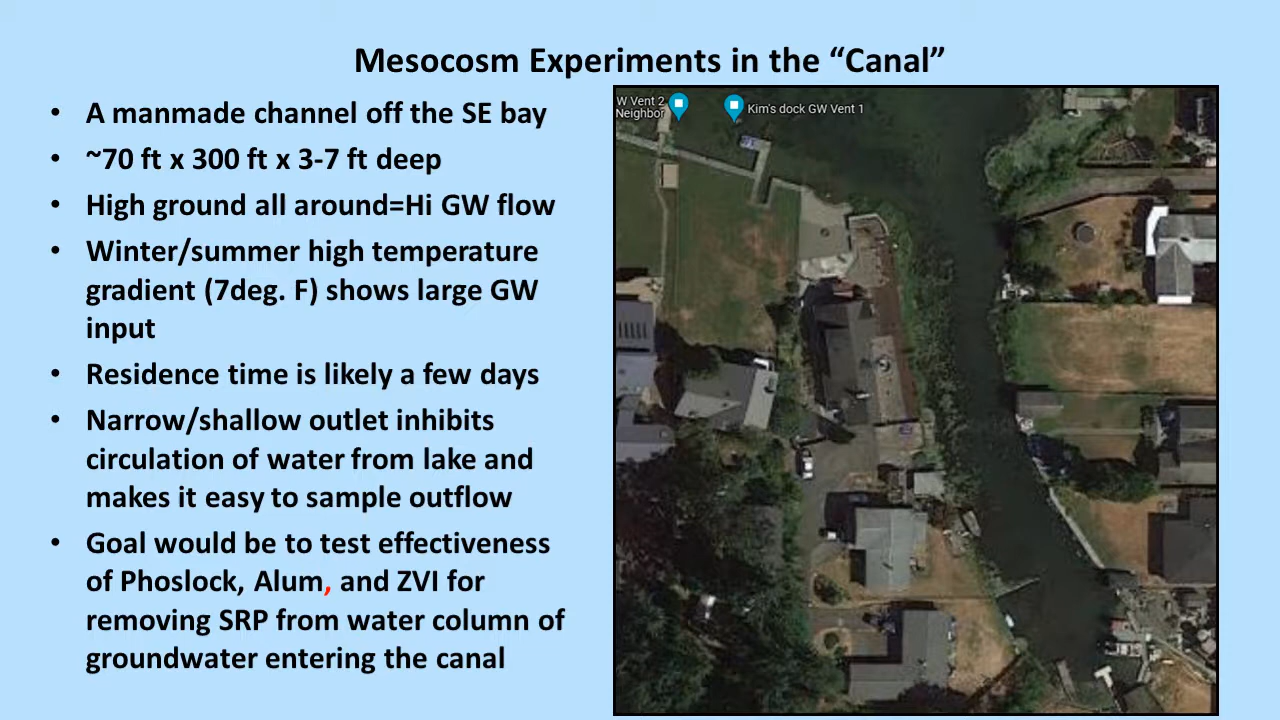 Mesocosm Experiments in the “Canal”
• A manmade channel off the SE bay
• ~70 ft x 300 ft x 3-7 ft deep
• High ground all around=Hi GW flow
• Winter/summer high temperature
gradient (7deg. F) shows large GW
input
• Residence time is likely a few days
• Narrow/shallow outlet inhibits
circulation of water from lake and
makes it easy to sample outflow
• Goal would be to test effectiveness
of Phoslock, Alum, and ZVI for
removing SRP from water column of
groundwater entering the canal
W Vent 2
Neighbor
Kim's dock GW Vent 1